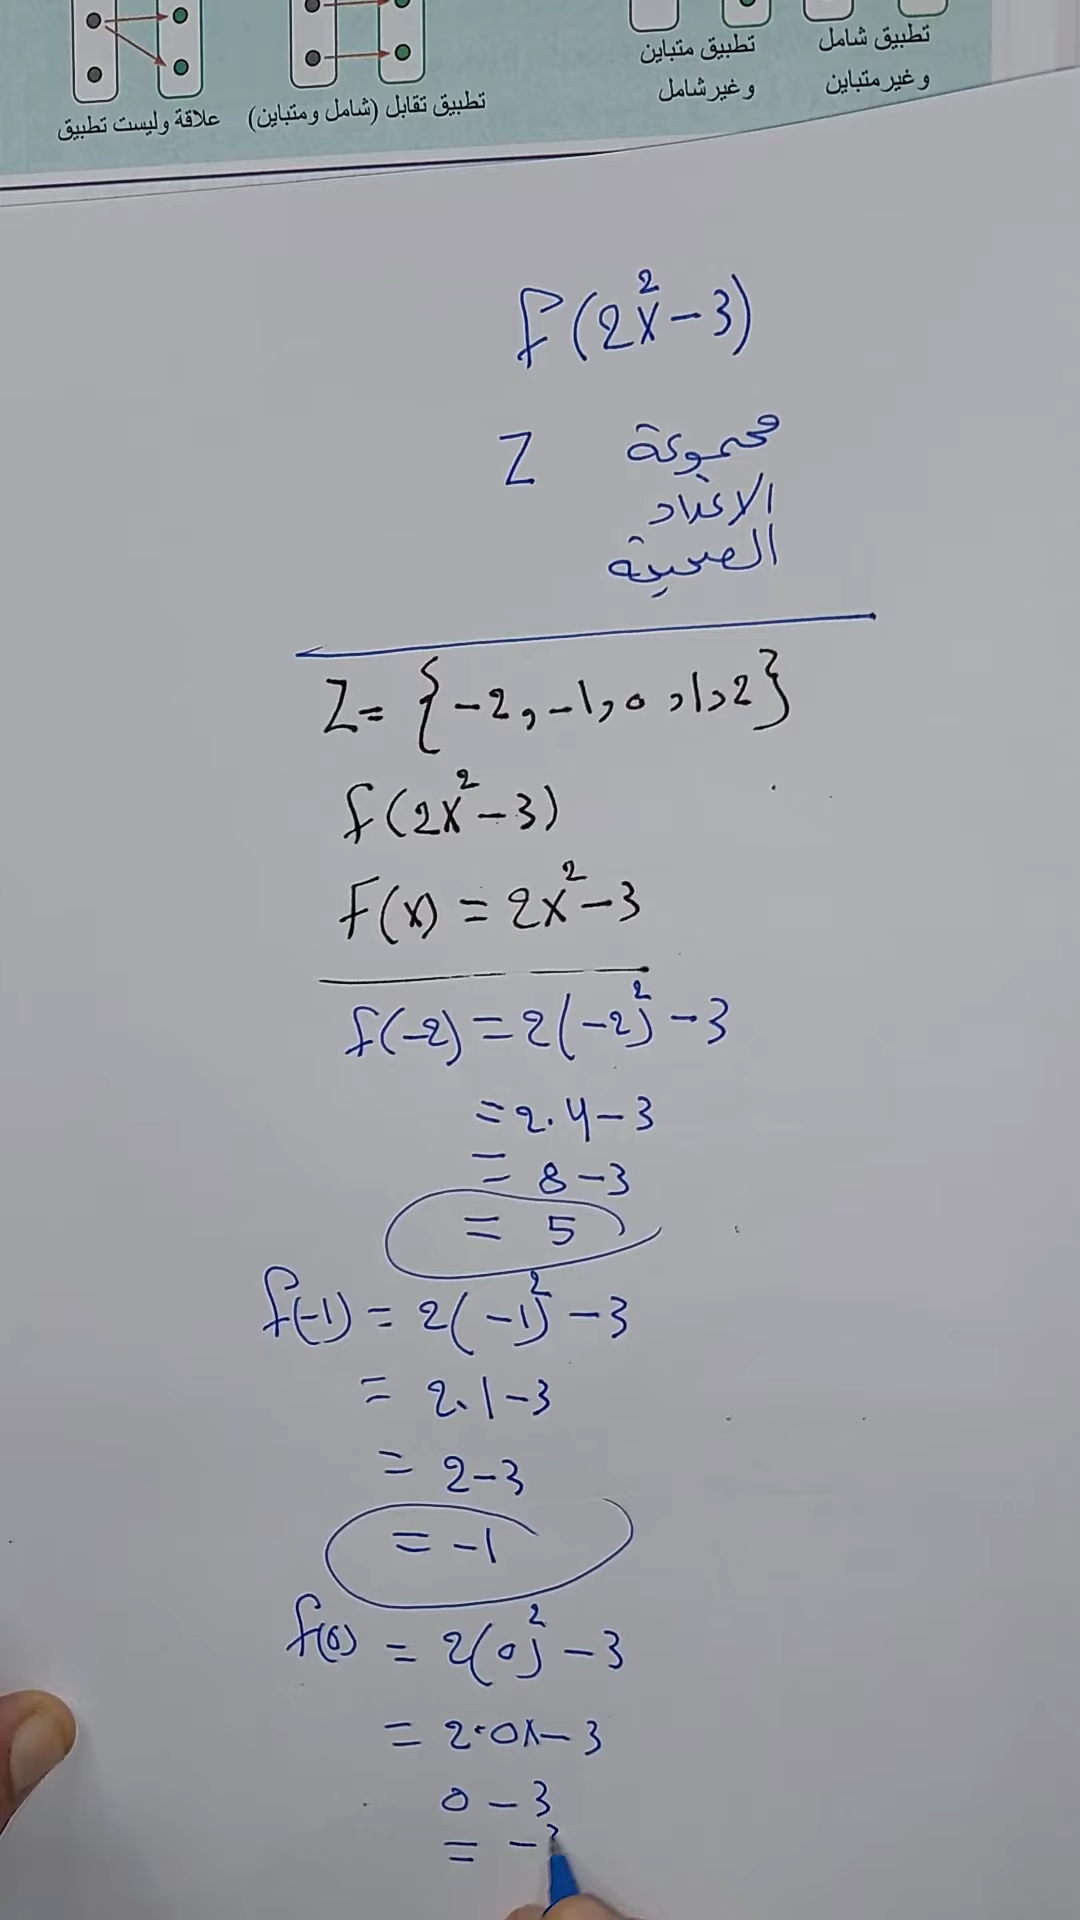 تطبيق شامل
وغير متباين
تطبيق متباين
وغير شامل
تطبيق تقابل (شامل ومتباين)
علاقة وليست تطبيق
f(2x²-3)
Z مجموعة
الاعداد
الصحيحة
Z= {-2, -1, 0, 1, 2}
f(2x²-3)
F(x) = 2x²-3
f(-2) = 2(-2)² -3
= 2.4-3
= 8-3
= 5
f(-1) = 2(-1)² -3
= 2.1-3
= 2-3
= -1
f(0) = 2(0)² -3
= 2.0x-3
0 - 3
= -3